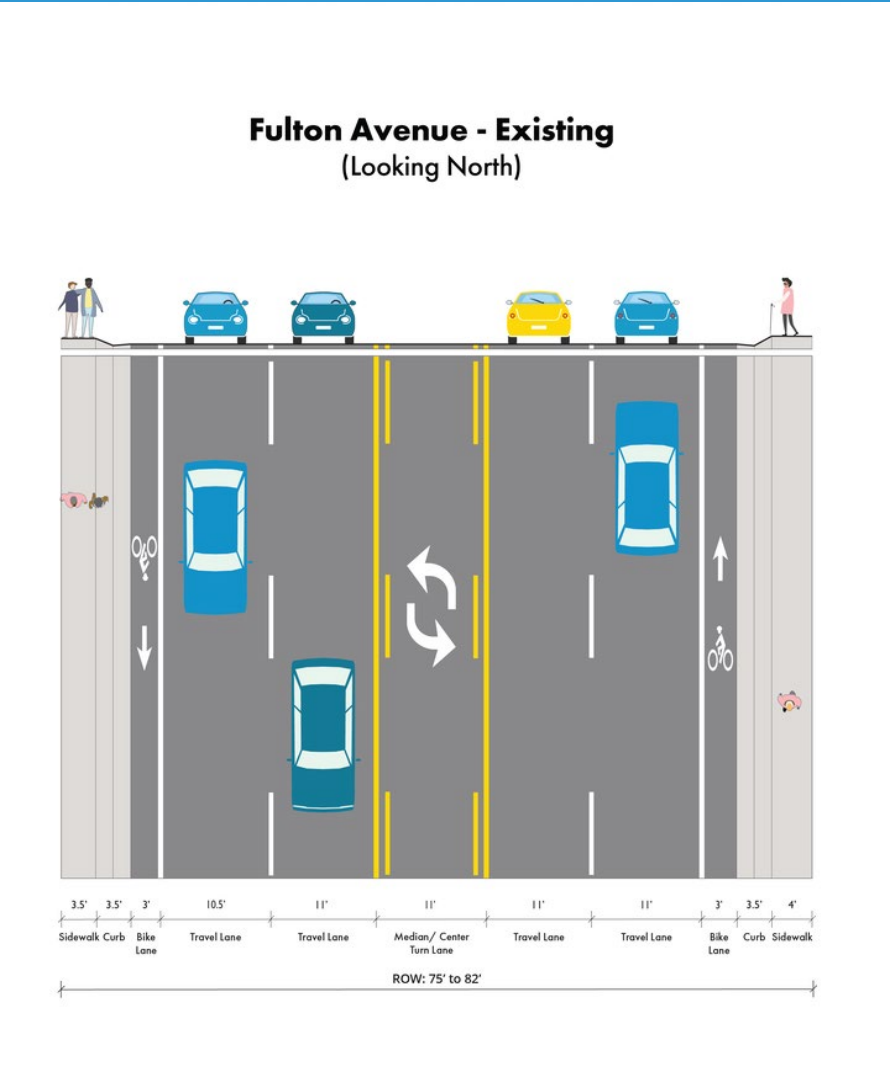 Fulton Avenue - Existing
(Looking North)
3.5' 3.5' 3' 10.5' 11' 11' 11' 11' 3' 3.5' 4'
Sidewalk Curb Bike Travel Lane Travel Lane Median/ Center Travel Lane Travel Lane Bike Curb Sidewalk
Lane Turn Lane Lane
ROW: 75' to 82'